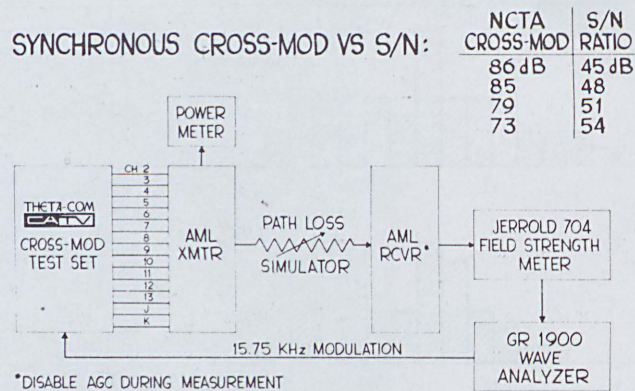 SYNCHRONOUS CROSS-MOD VS S/N:
NCTA CROSS-MOD
S/N RATIO
86 dB 45 dB
85 48
79 51
73 54
POWER METER
THETA-COM
CATV
CROSS-MOD
TEST SET
CH 2
3
4
5
6
7
8
9
10
11
12
13
J
K
AML
XMTR
PATH LOSS
SIMULATOR
AML
RCVR*
JERROLD 704
FIELD STRENGTH
METER
15.75 KHz MODULATION
GR 1900
WAVE
ANALYZER
*DISABLE AGC DURING MEASUREMENT